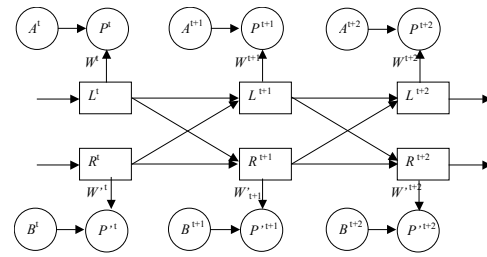 A^t P^t A^{t+1} P^{t+1} A^{t+2} P^{t+2}
W^t W^{t+1} W^{t+2}
L^t L^{t+1} L^{t+2}
R^t R^{t+1} R^{t+2}
W'^t W'_{t+1} W'^{t+2}
B^t P'^t B^{t+1} P'^{t+1} B^{t+2} P'^{t+2}